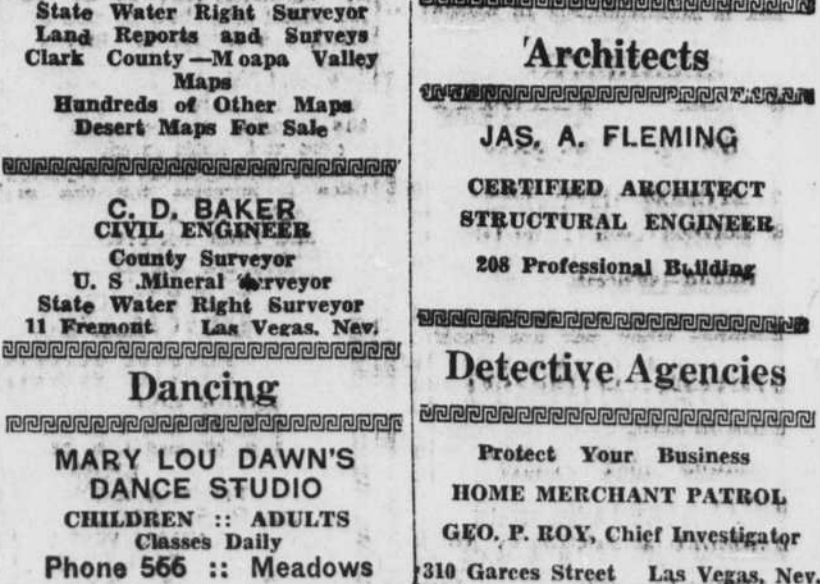 State Water Right Surveyor
Land Reports and Surveys
Clark County—Moapa Valley
Maps
Hundreds of Other Maps
Desert Maps For Sale
C. D. BAKER
CIVIL ENGINEER
County Surveyor
U. S .Mineral Surveyor
State Water Right Surveyor
11 Fremont Las Vegas, Nev.
Dancing
MARY LOU DAWN'S
DANCE STUDIO
CHILDREN :: ADULTS
Classes Daily
Phone 566 :: Meadows
Architects
JAS. A. FLEMING
CERTIFIED ARCHITECT
STRUCTURAL ENGINEER
208 Professional Building
Detective Agencies
Protect Your Business
HOME MERCHANT PATROL
GEO. P. ROY, Chief Investigator
310 Garces Street Las Vegas, Nev.